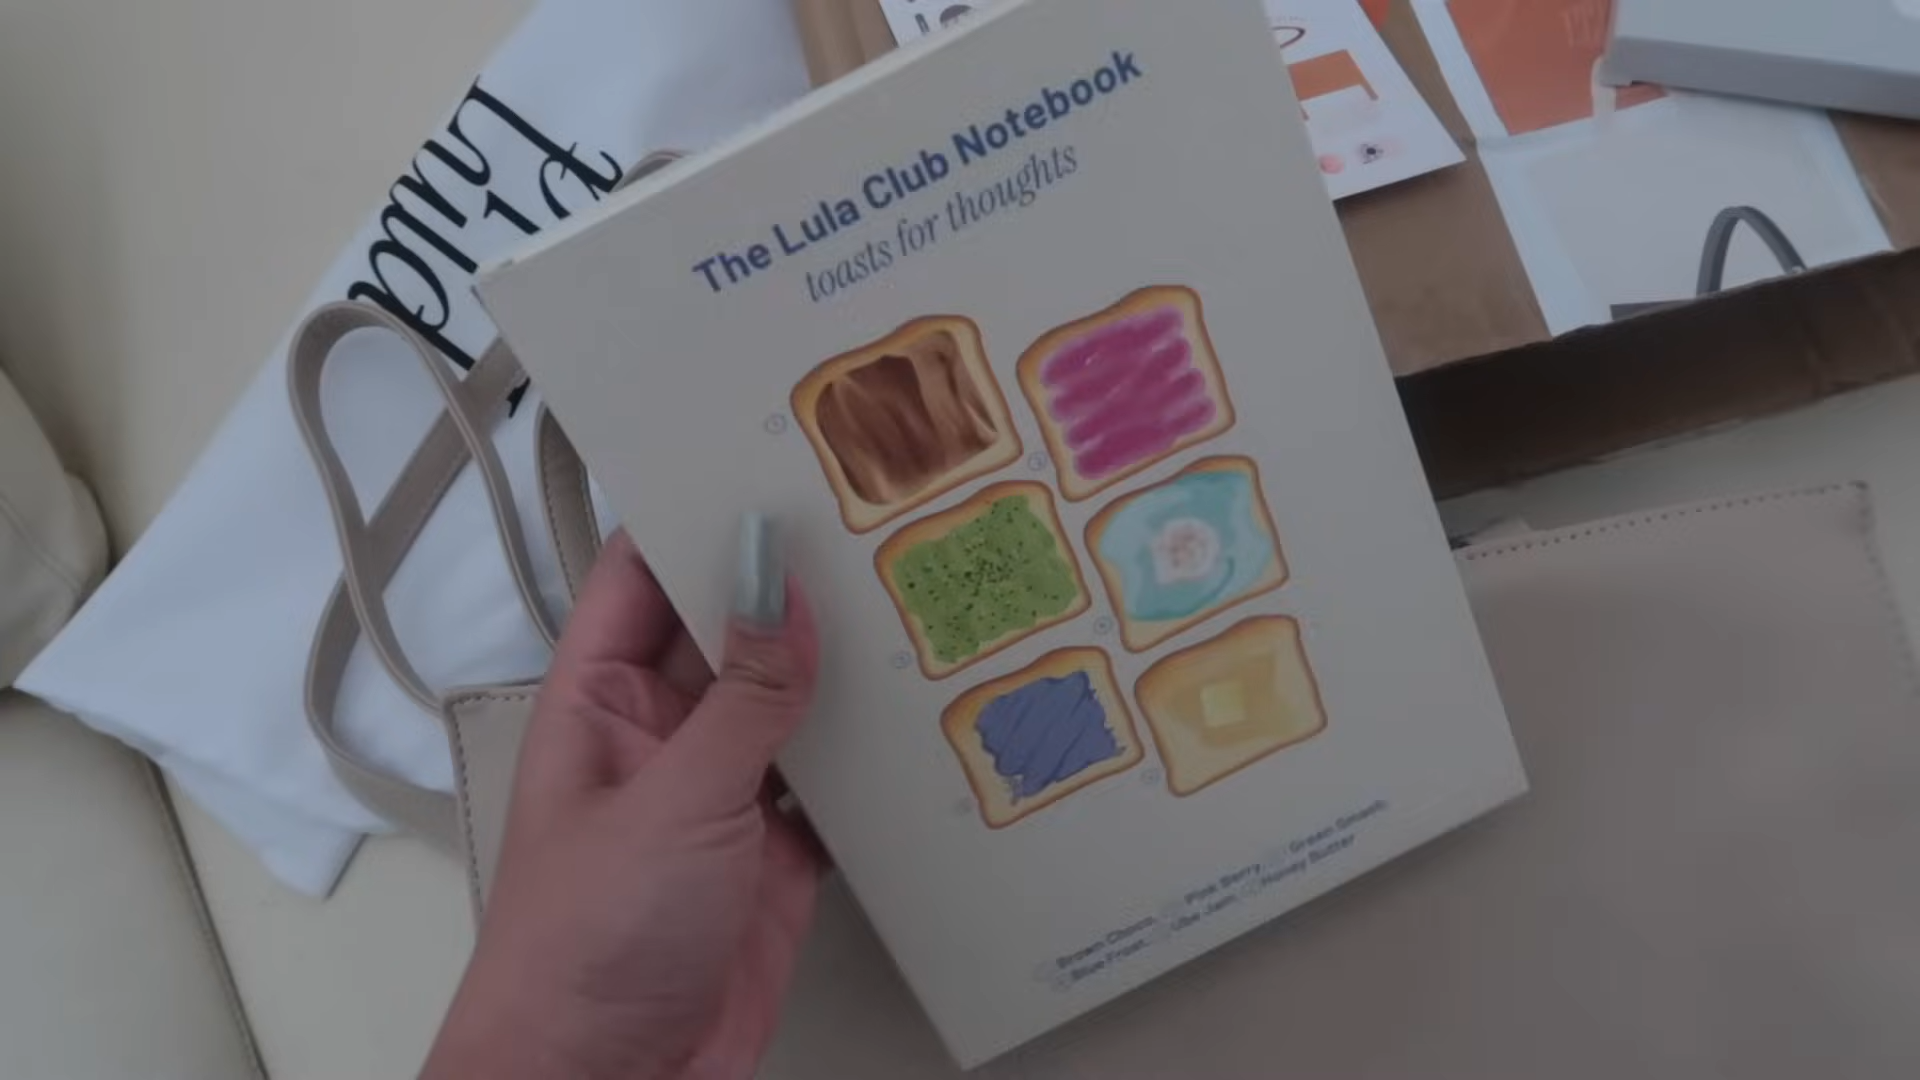 The Lula Club Notebook
toasts for thoughts
Brown Choco, Pink Berry, Green Smash,
Blue Frost, Ube Jam, Honey Butter